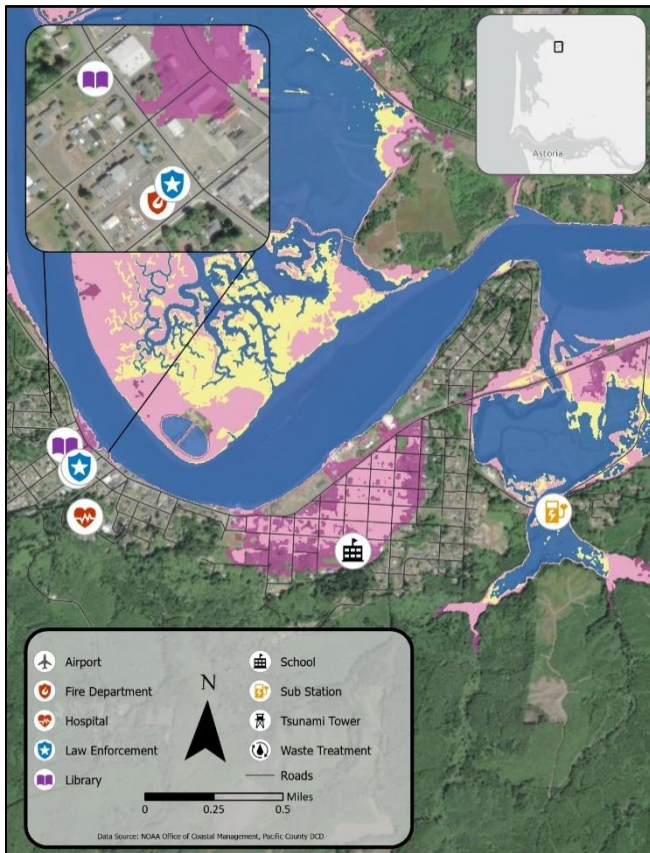 Astoria
Airport
Fire Department
Hospital
Law Enforcement
Library
N
School
Sub Station
Tsunami Tower
Waste Treatment
Roads
Miles
0 0.25 0.5
Data Source: NOAA Office of Coastal Management, Pacific County DCD